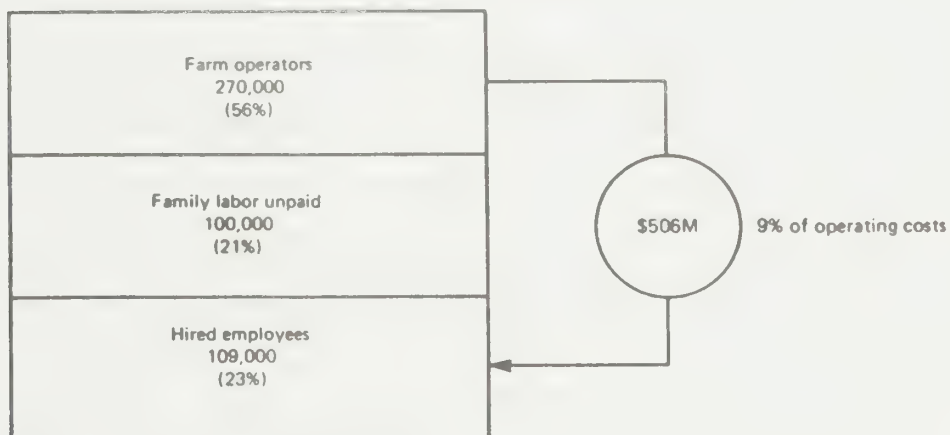 Farm operators
270,000
(56%)
Family labor unpaid
100,000
(21%)
$506M
9% of operating costs
Hired employees
109,000
(23%)